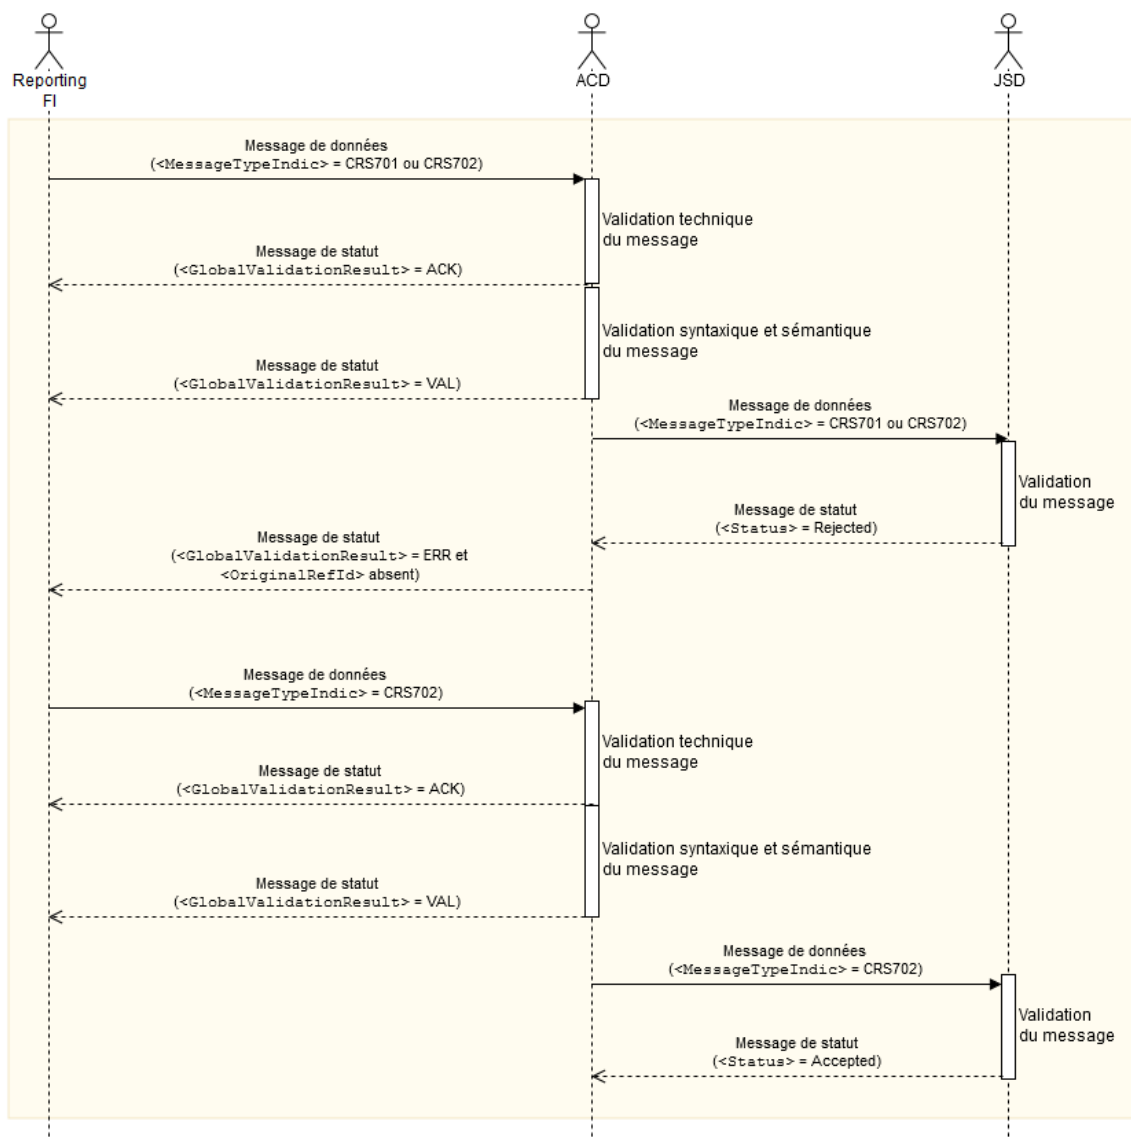 Reporting
FI
ACD
JSD
Message de données
(<MessageTypeIndic> = CRS701 ou CRS702)
Validation technique
du message
Message de statut
(<GlobalValidationResult> = ACK)
Validation syntaxique et sémantique
du message
Message de statut
(<GlobalValidationResult> = VAL)
Message de données
(<MessageTypeIndic> = CRS701 ou CRS702)
Validation
du message
Message de statut
(<Status> = Rejected)
Message de statut
(<GlobalValidationResult> = ERR et
<OriginalRefId> absent)
Message de données
(<MessageTypeIndic> = CRS702)
Validation technique
du message
Message de statut
(<GlobalValidationResult> = ACK)
Validation syntaxique et sémantique
du message
Message de statut
(<GlobalValidationResult> = VAL)
Message de données
(<MessageTypeIndic> = CRS702)
Validation
du message
Message de statut
(<Status> = Accepted)